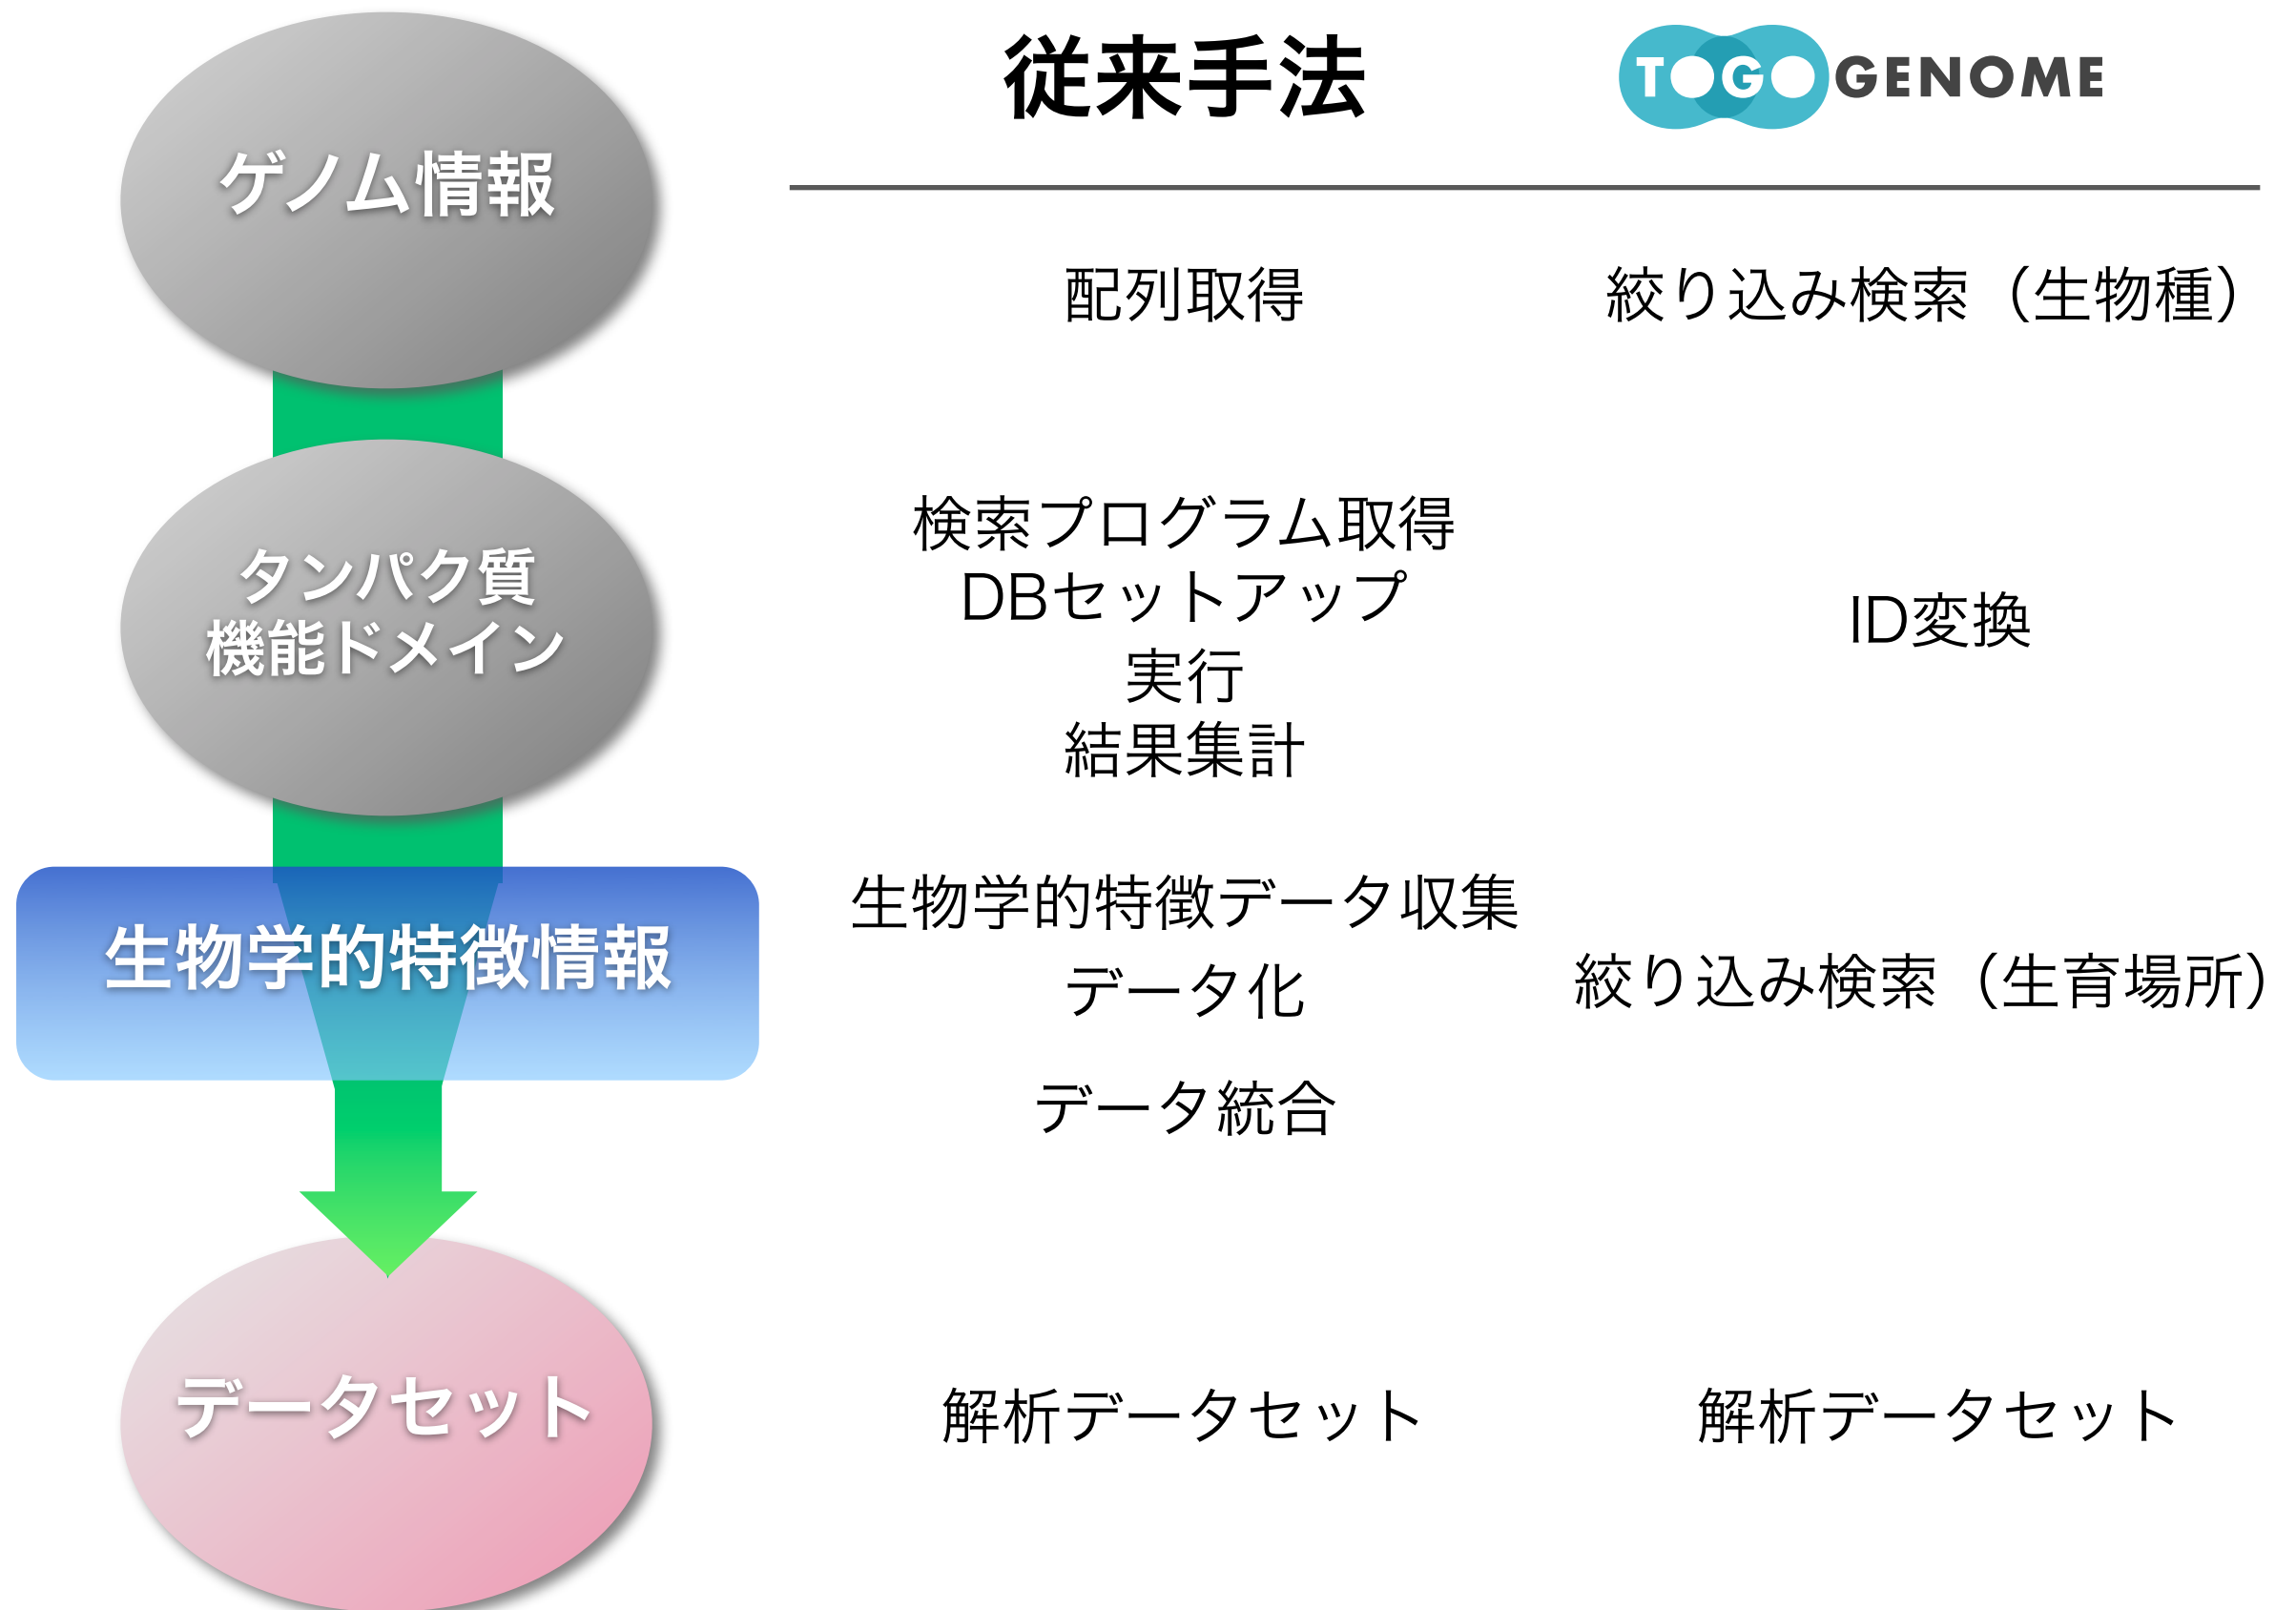 従来手法
TOGO GENOME
ゲノム情報
配列取得
絞り込み検索（生物種）
タンパク質
機能ドメイン
検索プログラム取得
DBセットアップ
実行
結果集計
ID変換
生物学的特徴情報
生物学的特徴データ収集
データ化
データ統合
絞り込み検索（生育場所）
データセット
解析データセット
解析データセット